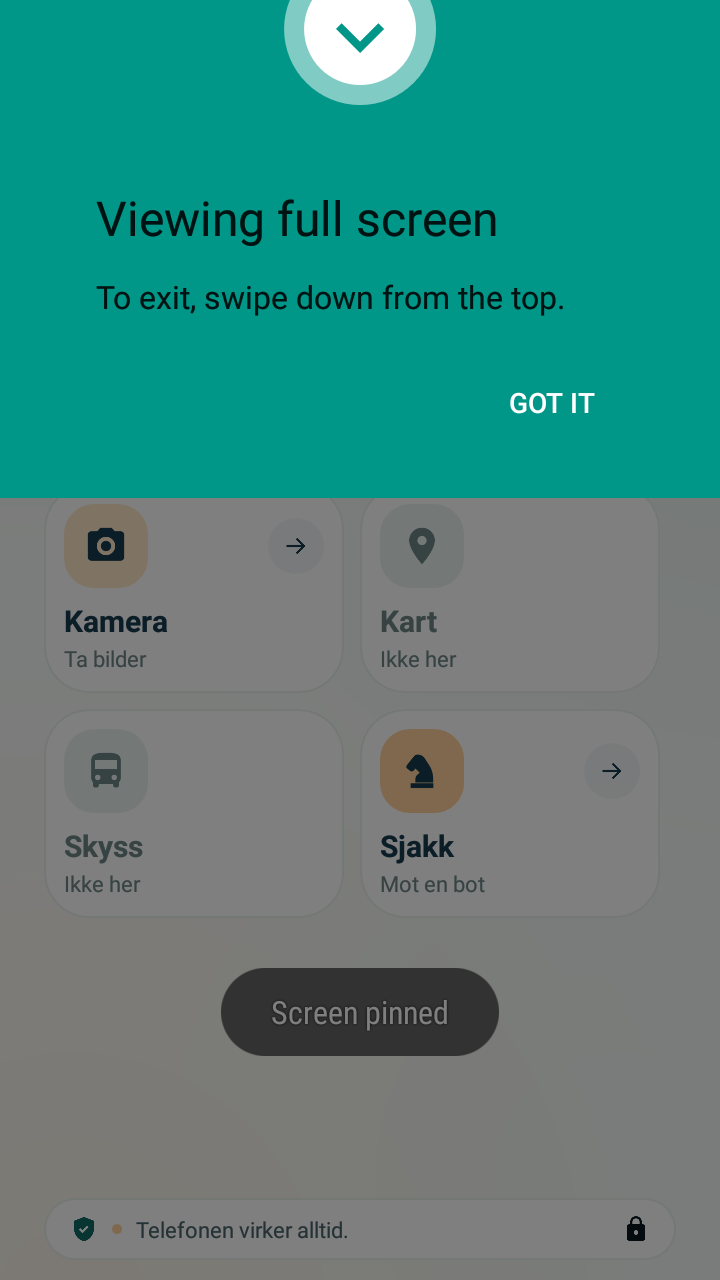 Viewing full screen
To exit, swipe down from the top.
GOT IT
Kamera
Ta bilder
Kart
Ikke her
Skyss
Ikke her
Sjakk
Mot en bot
Screen pinned
Telefonen virker alltid.